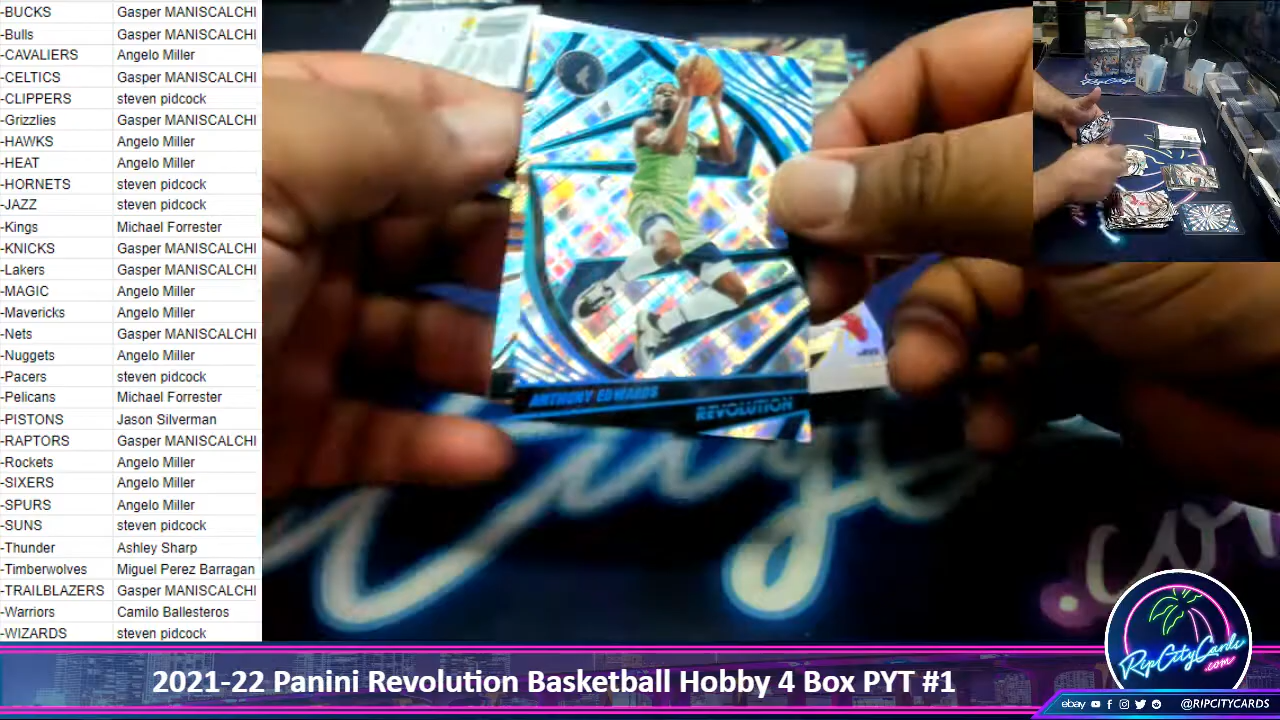 -BUCKS Gasper MANISCALCHI
-Bulls Gasper MANISCALCHI
-CAVALIERS Angelo Miller
-CELTICS Gasper MANISCALCHI
-CLIPPERS steven pidcock
-Grizzlies Gasper MANISCALCHI
-HAWKS Angelo Miller
-HEAT Angelo Miller
-HORNETS steven pidcock
-JAZZ steven pidcock
-Kings Michael Forrester
-KNICKS Gasper MANISCALCHI
-Lakers Gasper MANISCALCHI
-MAGIC Angelo Miller
-Mavericks Angelo Miller
-Nets Gasper MANISCALCHI
-Nuggets Angelo Miller
-Pacers steven pidcock
-Pelicans Michael Forrester
-PISTONS Jason Silverman
-RAPTORS Gasper MANISCALCHI
-Rockets Angelo Miller
-SIXERS Angelo Miller
-SPURS Angelo Miller
-SUNS steven pidcock
-Thunder Ashley Sharp
-Timberwolves Miguel Perez Barragan
-TRAILBLAZERS Gasper MANISCALCHI
-Warriors Camilo Ballesteros
-WIZARDS steven pidcock
ANTHONY EDWARDS
REVOLUTION
.co
RipCityCards
.com
2021-22 Panini Revolution Basketball Hobby 4 Box PYT #1
ebay @RIPCITYCARDS